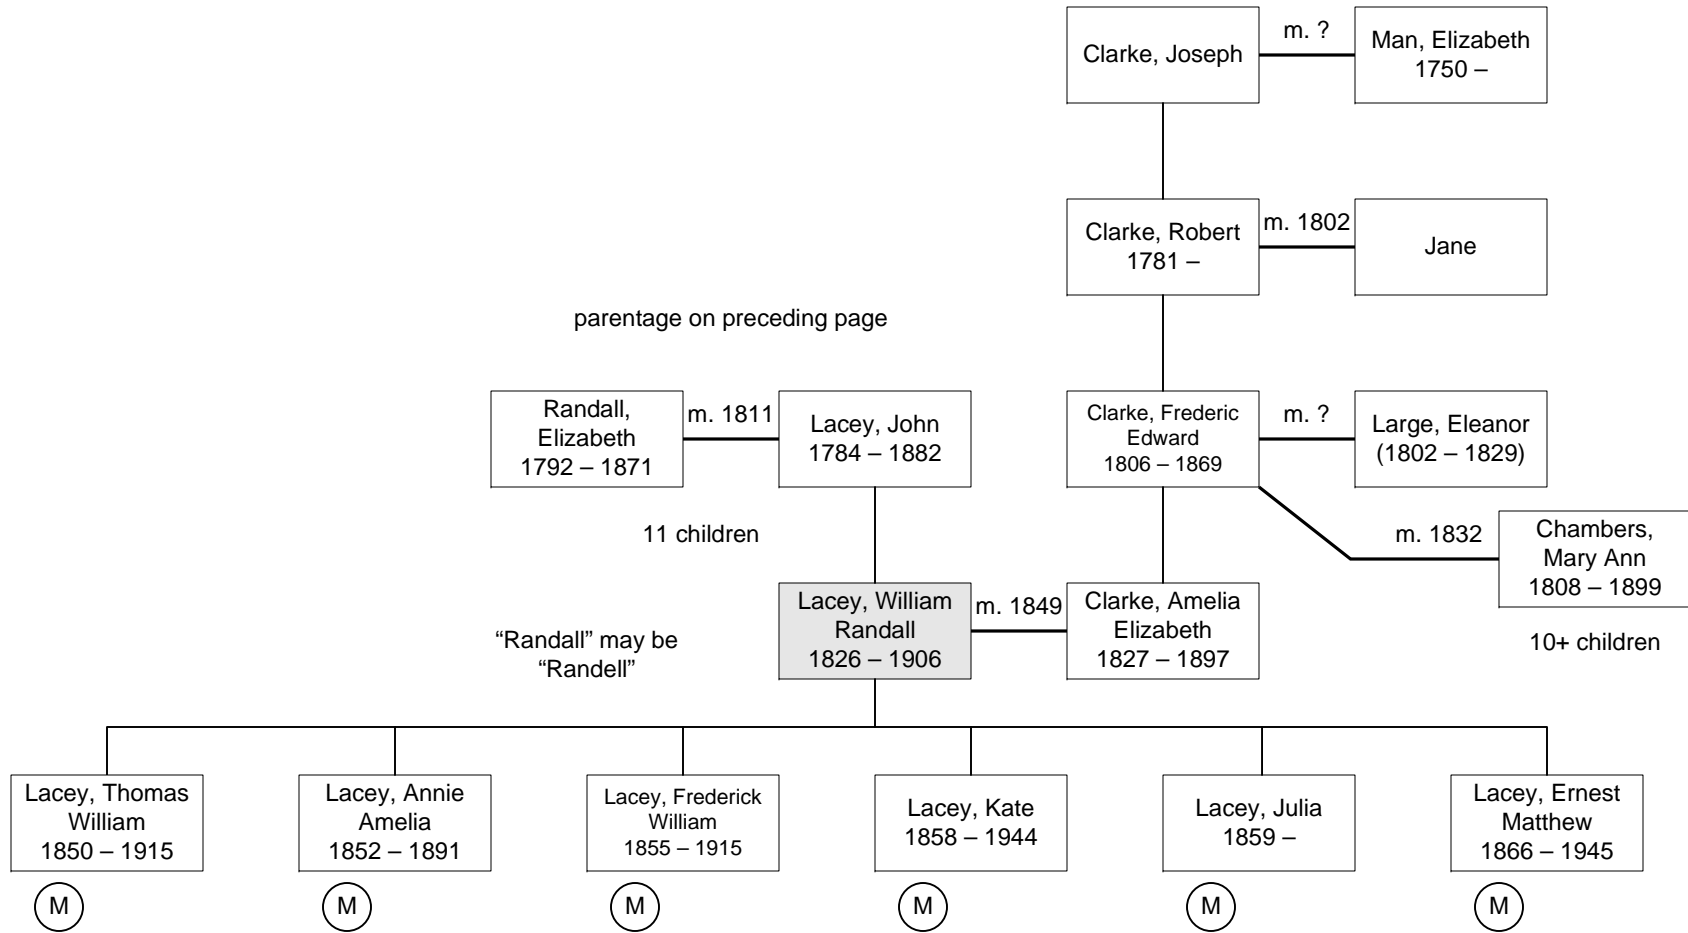 Clarke, Joseph
m. ?
Man, Elizabeth
1750 –
Clarke, Robert
1781 –
m. 1802
Jane
parentage on preceding page
Randall,
Elizabeth
1792 – 1871
m. 1811
Lacey, John
1784 – 1882
Clarke, Frederic
Edward
1806 – 1869
m. ?
Large, Eleanor
(1802 – 1829)
11 children
m. 1832
Chambers,
Mary Ann
1808 – 1899
10+ children
“Randall” may be
“Randell”
Lacey, William
Randall
1826 – 1906
m. 1849
Clarke, Amelia
Elizabeth
1827 – 1897
Lacey, Thomas
William
1850 – 1915
Lacey, Annie
Amelia
1852 – 1891
Lacey, Frederick
William
1855 – 1915
Lacey, Kate
1858 – 1944
Lacey, Julia
1859 –
Lacey, Ernest
Matthew
1866 – 1945
M
M
M
M
M
M